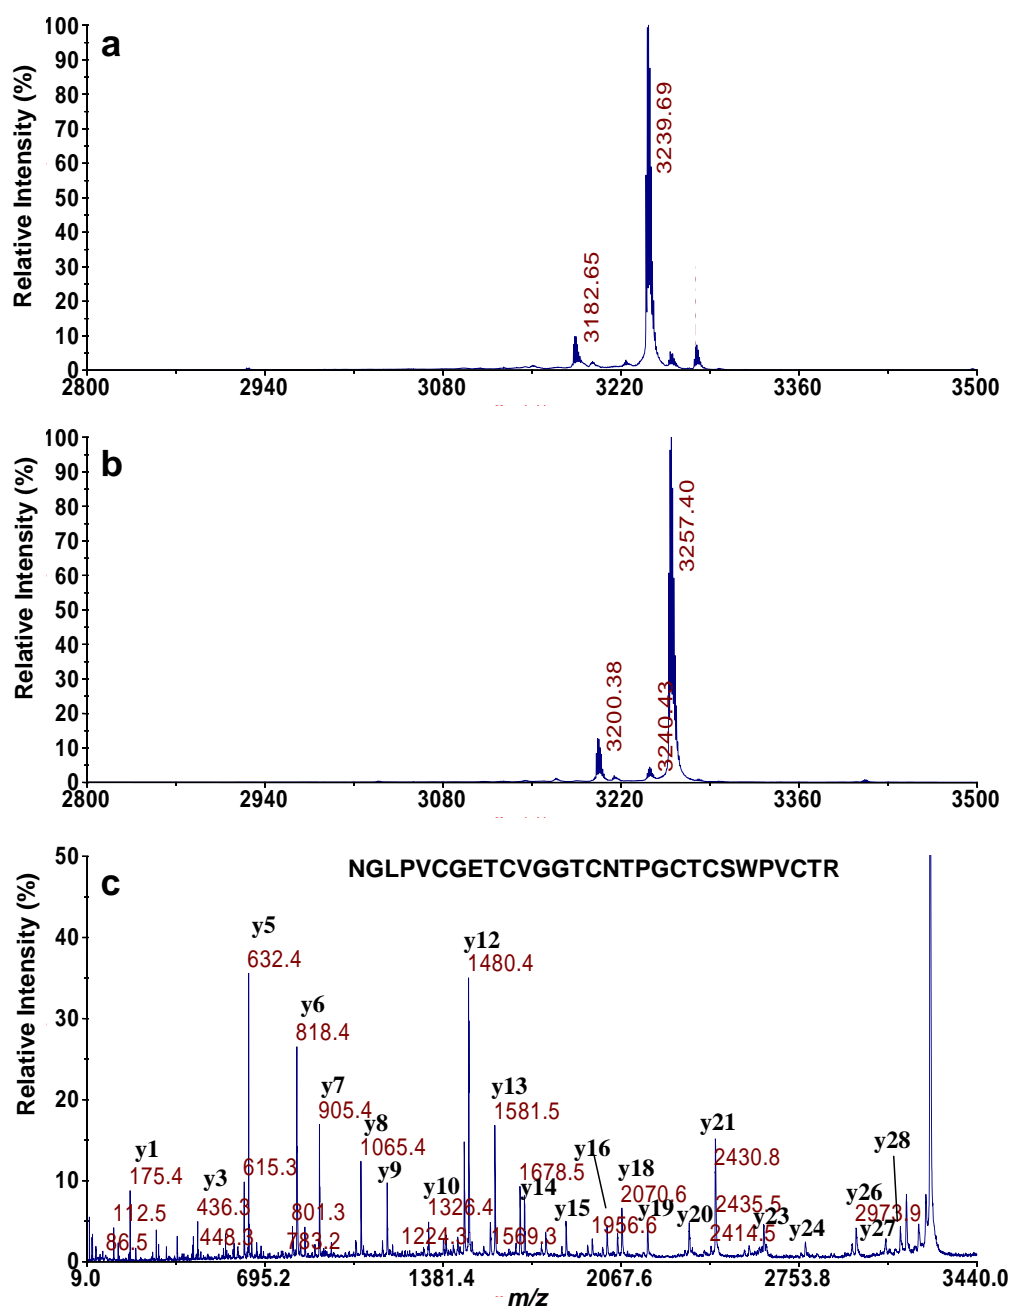 a
Relative Intensity (%)
100
90
80
70
60
50
40
30
20
10
0
3182.65
3239.69
2800 2940 3080 3220 3360 3500
b
Relative Intensity (%)
100
90
80
70
60
50
40
30
20
10
0
3200.38
3240.43
3257.40
2800 2940 3080 3220 3360 3500
c
NGLPVCGETCVGGTCNTPGCTCSWPVCTR
Relative Intensity (%)
50
40
30
20
10
0
y5
632.4
y12
1480.4
y6
818.4
y7
905.4
y13
1581.5
y8
1065.4
y1
175.4
y3
436.3
448.3
615.3
112.5
86.5
801.3
783.2
y9
y10
1326.4
1224.3
1678.5
y14
1569.3
y15
y16
1956.6
y18
2070.6
y19
y20
y21
2430.8
2435.5
2414.5
y23
y24
y26
2973.9
y27
y28
9.0 695.2 1381.4 2067.6 2753.8 3440.0
m/z